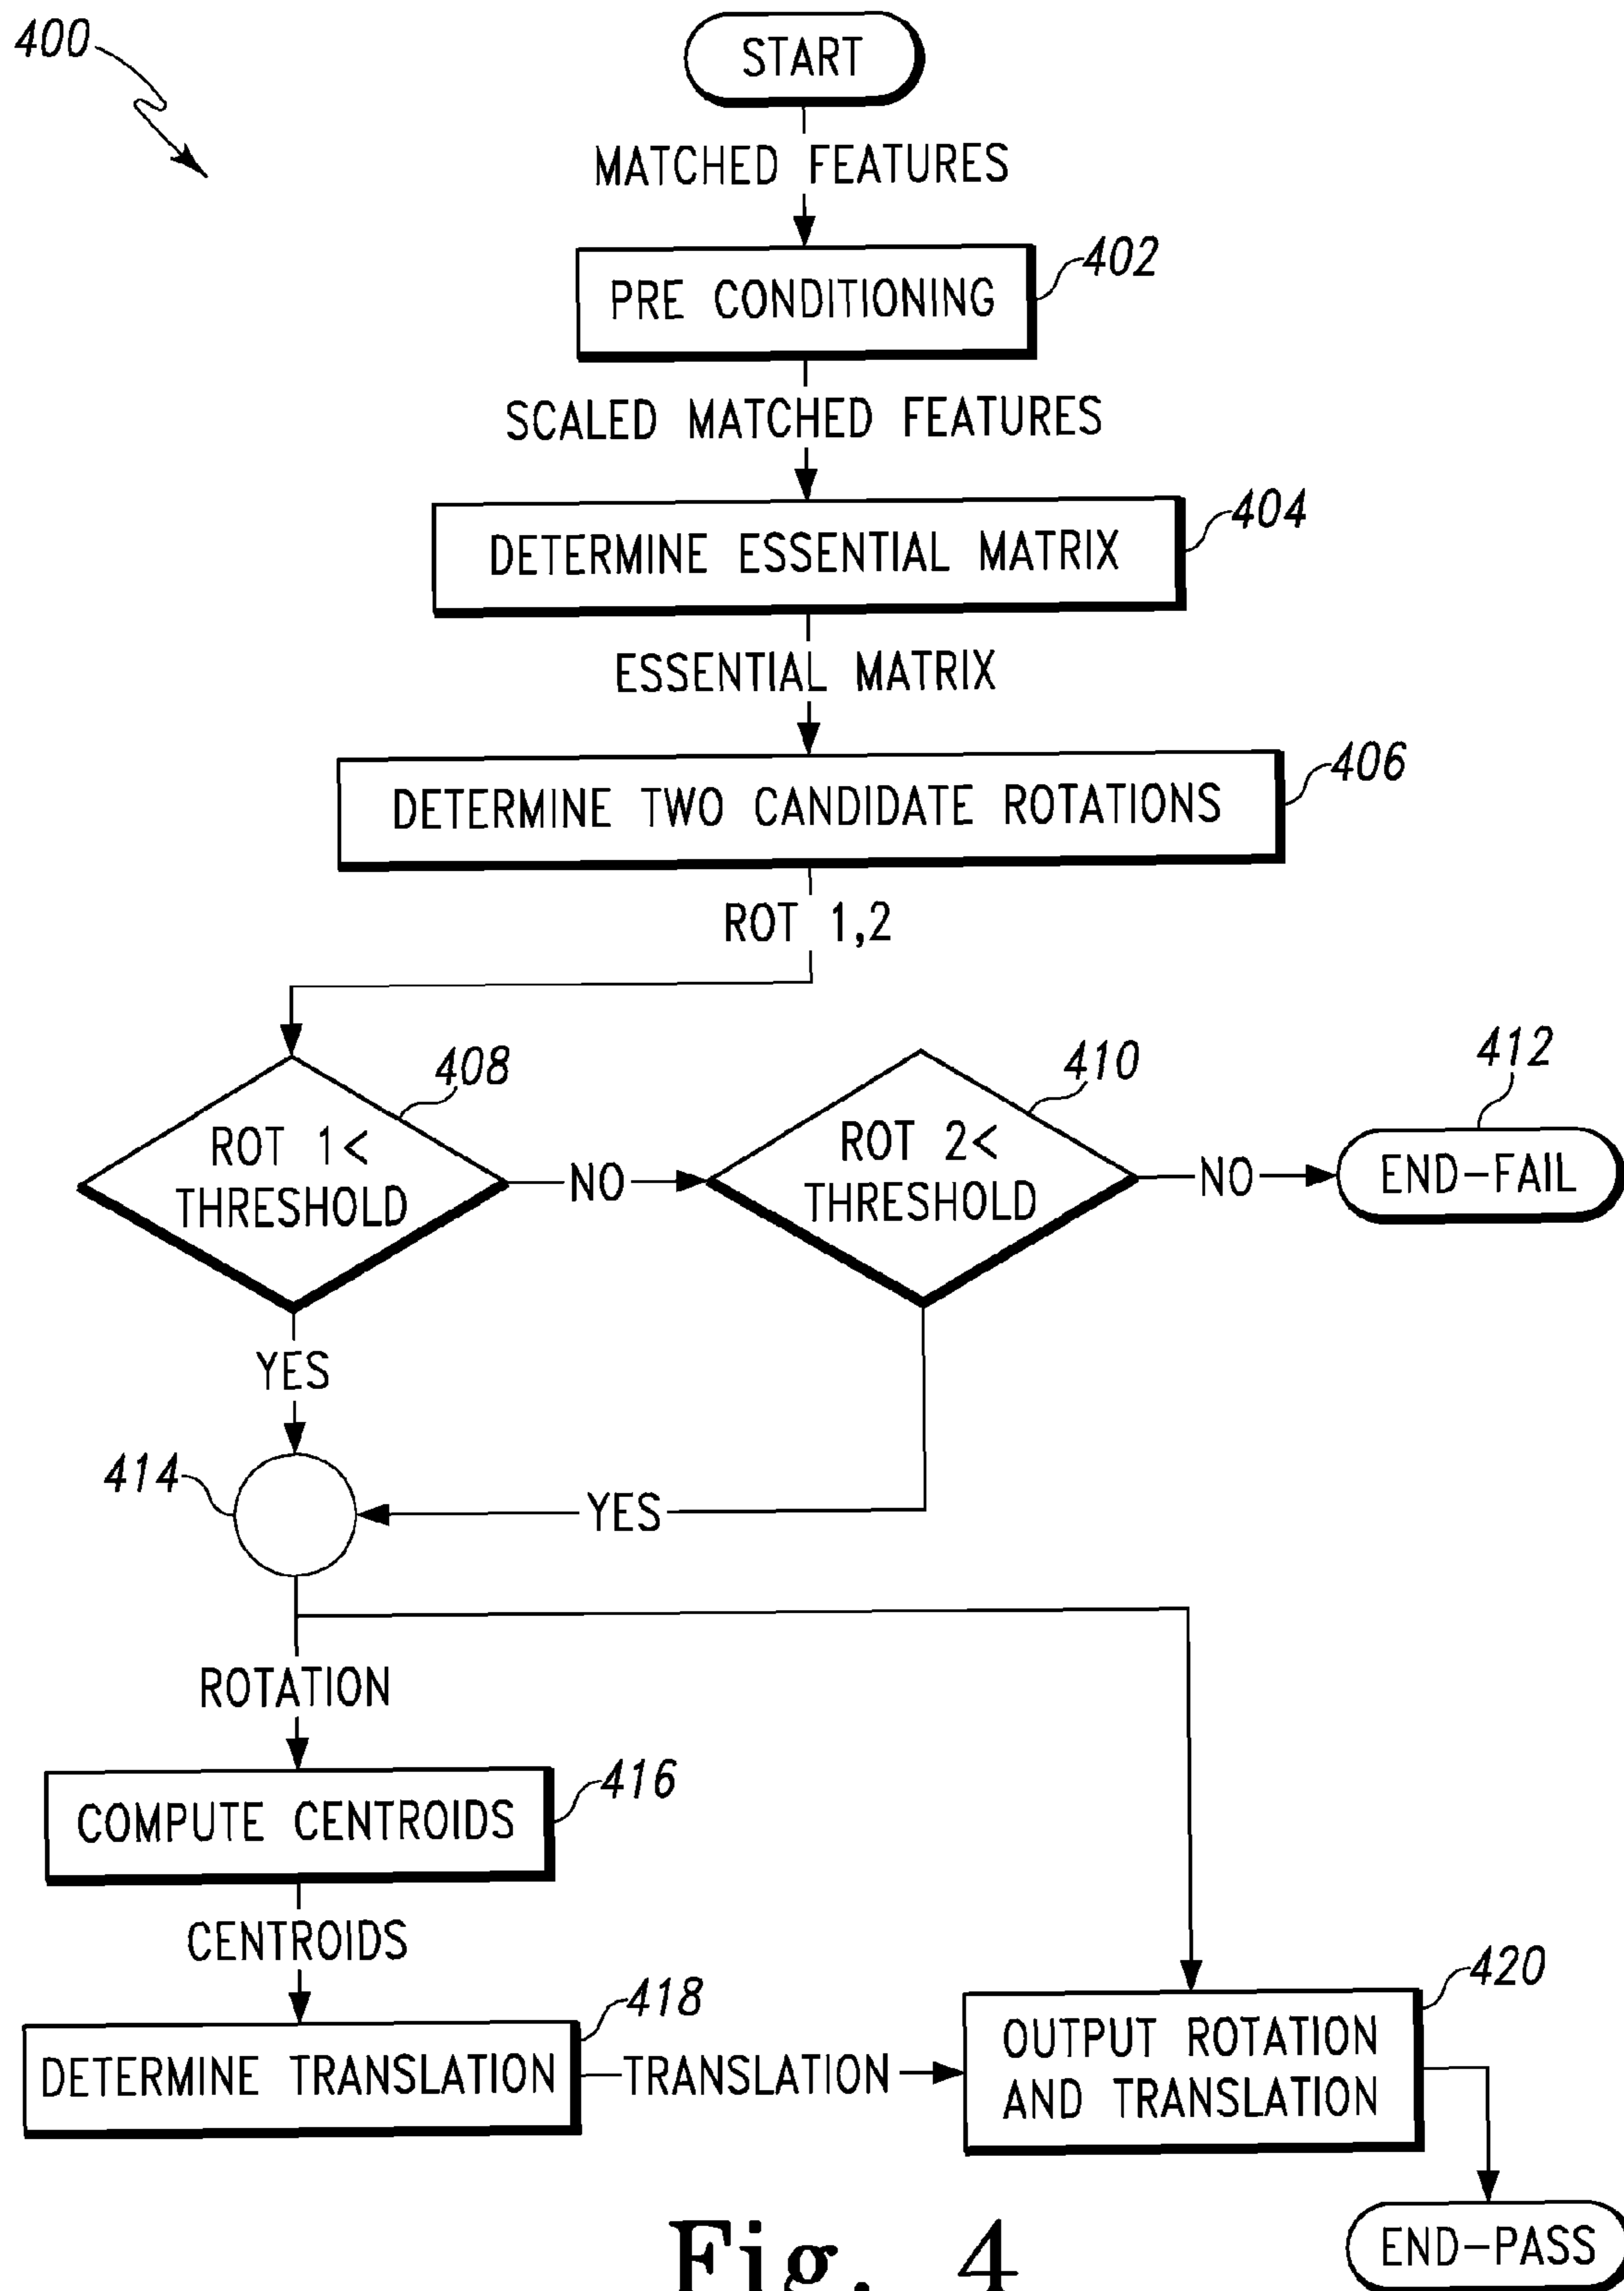 400
START
MATCHED FEATURES
402
PRE CONDITIONING
SCALED MATCHED FEATURES
404
DETERMINE ESSENTIAL MATRIX
ESSENTIAL MATRIX
406
DETERMINE TWO CANDIDATE ROTATIONS
ROT 1,2
408
ROT 1<
THRESHOLD
NO
410
ROT 2<
THRESHOLD
NO
412
END-FAIL
YES
414
YES
ROTATION
416
COMPUTE CENTROIDS
CENTROIDS
418
DETERMINE TRANSLATION
TRANSLATION
420
OUTPUT ROTATION
AND TRANSLATION
END-PASS
Fig. 4